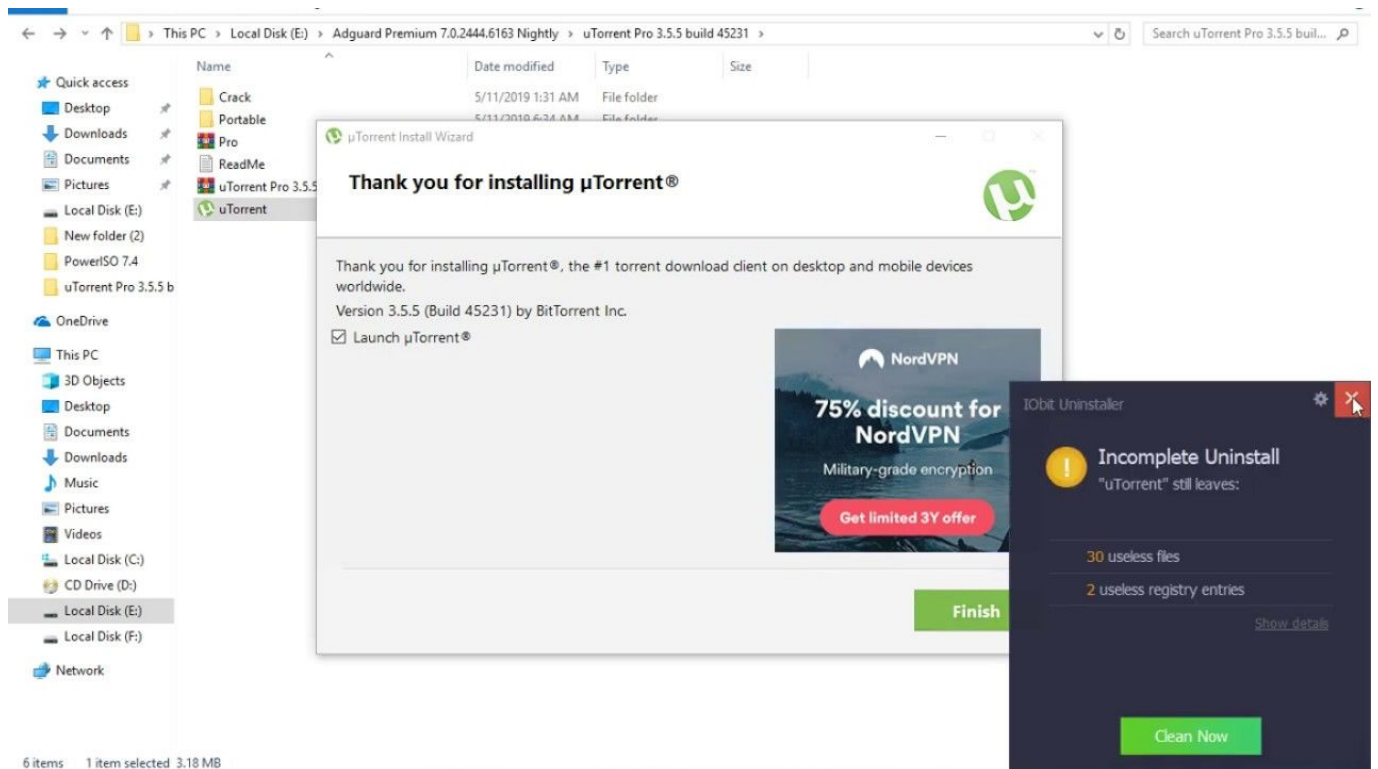 This PC > Local Disk (E:) > Adguard Premium 7.0.2444.6163 Nightly > uTorrent Pro 3.5.5 build 45231 >
Search uTorrent Pro 3.5.5 buil...
Name Date modified Type Size
Quick access
Desktop
Downloads
Documents
Pictures
Local Disk (E:)
New folder (2)
PowerISO 7.4
uTorrent Pro 3.5.5 b
OneDrive
This PC
3D Objects
Desktop
Documents
Downloads
Music
Pictures
Videos
Local Disk (C:)
CD Drive (D:)
Local Disk (E:)
Local Disk (F:)
Network
Crack 5/11/2019 1:31 AM File folder
Portable 5/11/2019 6:34 AM File folder
Pro
ReadMe
uTorrent Pro 3.5.5
uTorrent
µTorrent Install Wizard
Thank you for installing µTorrent®
Thank you for installing µTorrent®, the #1 torrent download client on desktop and mobile devices
worldwide.
Version 3.5.5 (Build 45231) by BitTorrent Inc.
Launch µTorrent®
NordVPN
75% discount for
NordVPN
Military-grade encryption
Get limited 3Y offer
Finish
IObit Uninstaller
Incomplete Uninstall
"uTorrent" still leaves:
30 useless files
2 useless registry entries
Show details
Clean Now
6 items 1 item selected 3.18 MB